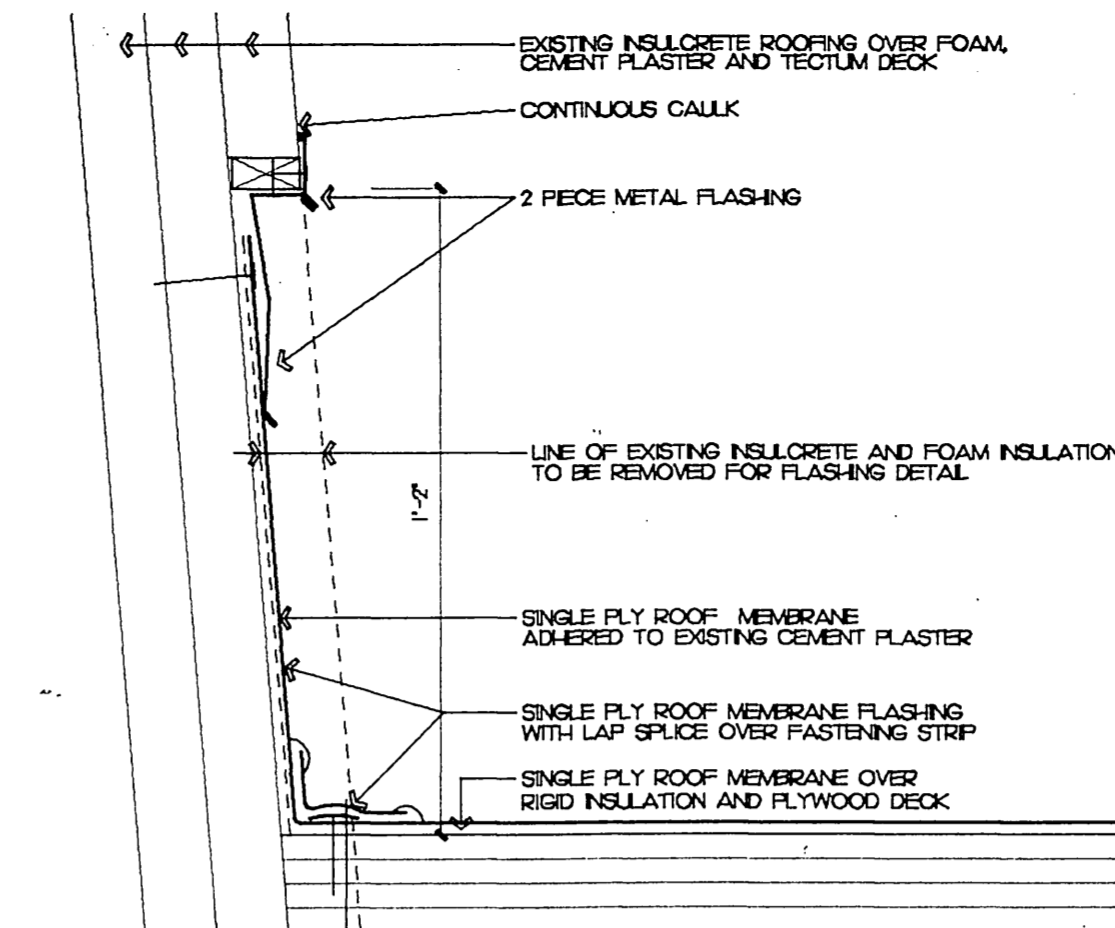 EXISTING INSULCRETE ROOFING OVER FOAM,
CEMENT PLASTER AND TECTUM DECK
CONTINUOUS CAULK
2 PIECE METAL FLASHING
LINE OF EXISTING INSULCRETE AND FOAM INSULATION
TO BE REMOVED FOR FLASHING DETAIL
1'-2"
SINGLE PLY ROOF MEMBRANE
ADHERED TO EXISTING CEMENT PLASTER
SINGLE PLY ROOF MEMBRANE FLASHING
WITH LAP SPLICE OVER FASTENING STRIP
SINGLE PLY ROOF MEMBRANE OVER
RIGID INSULATION AND PLYWOOD DECK